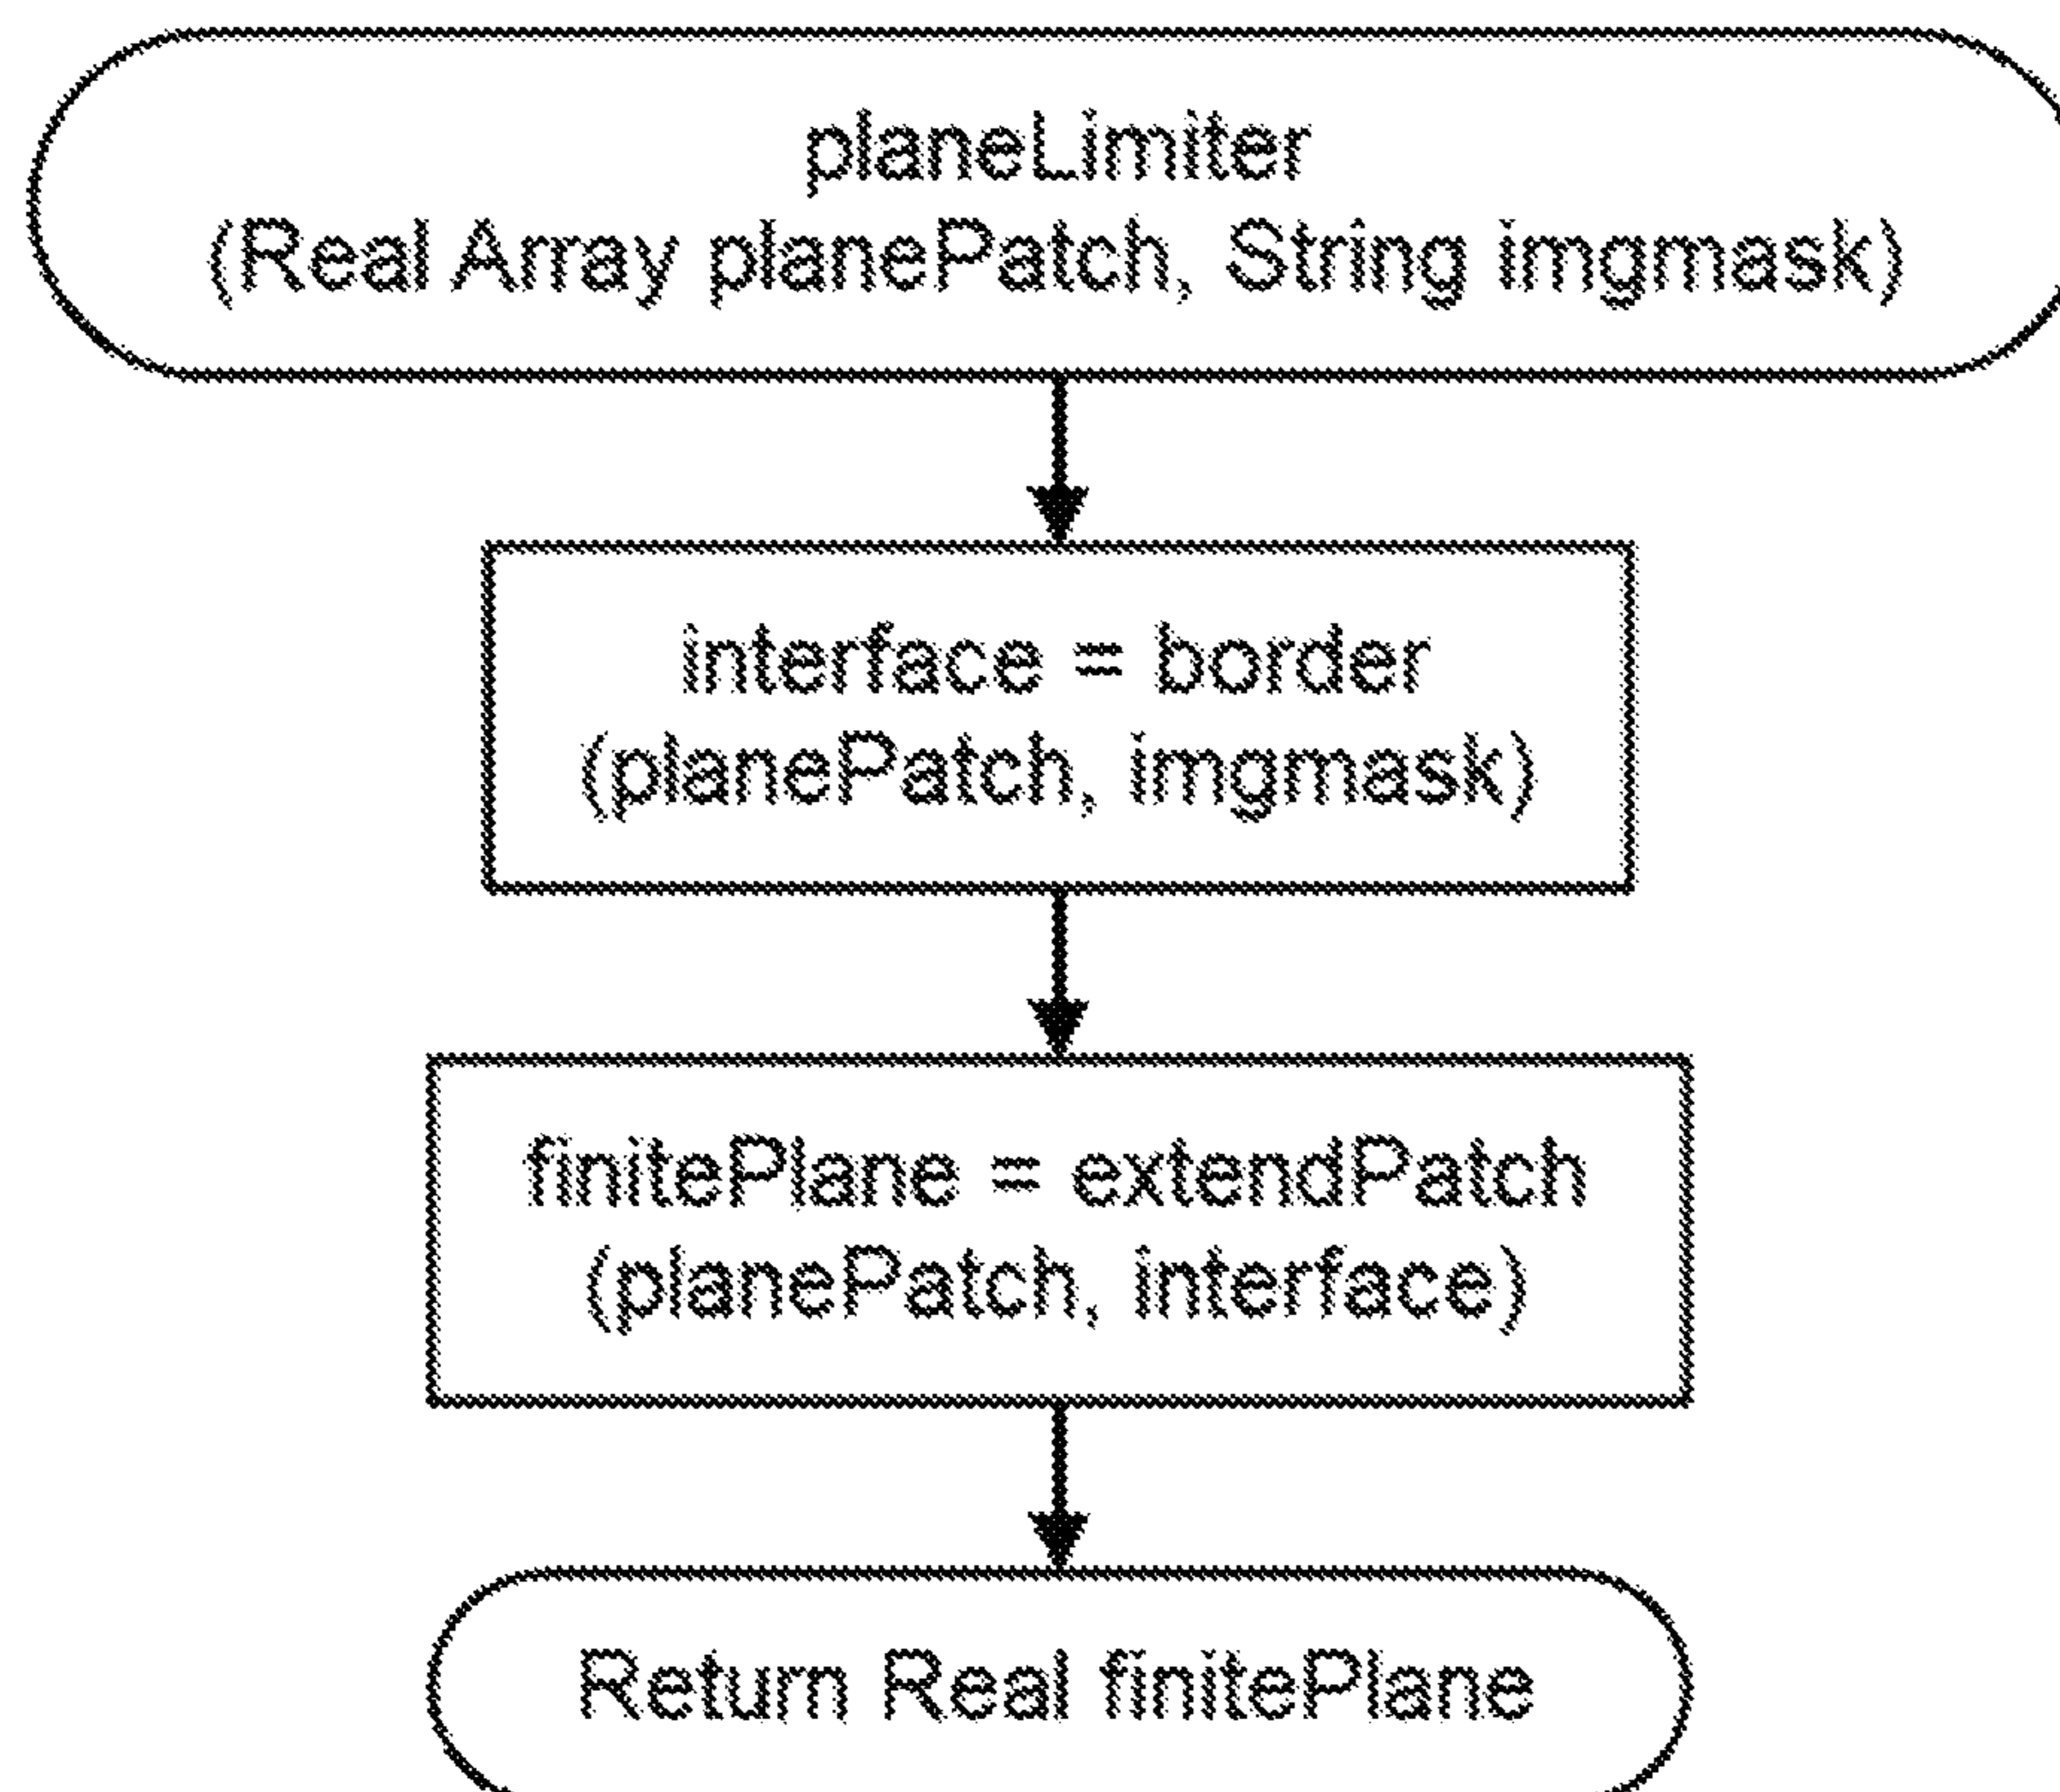 planeLimiter
(Real Array planePatch, String imgmask)
interface = border
(planePatch, imgmask)
finitePlane = extendPatch
(planePatch, interface)
Return Real finitePlane